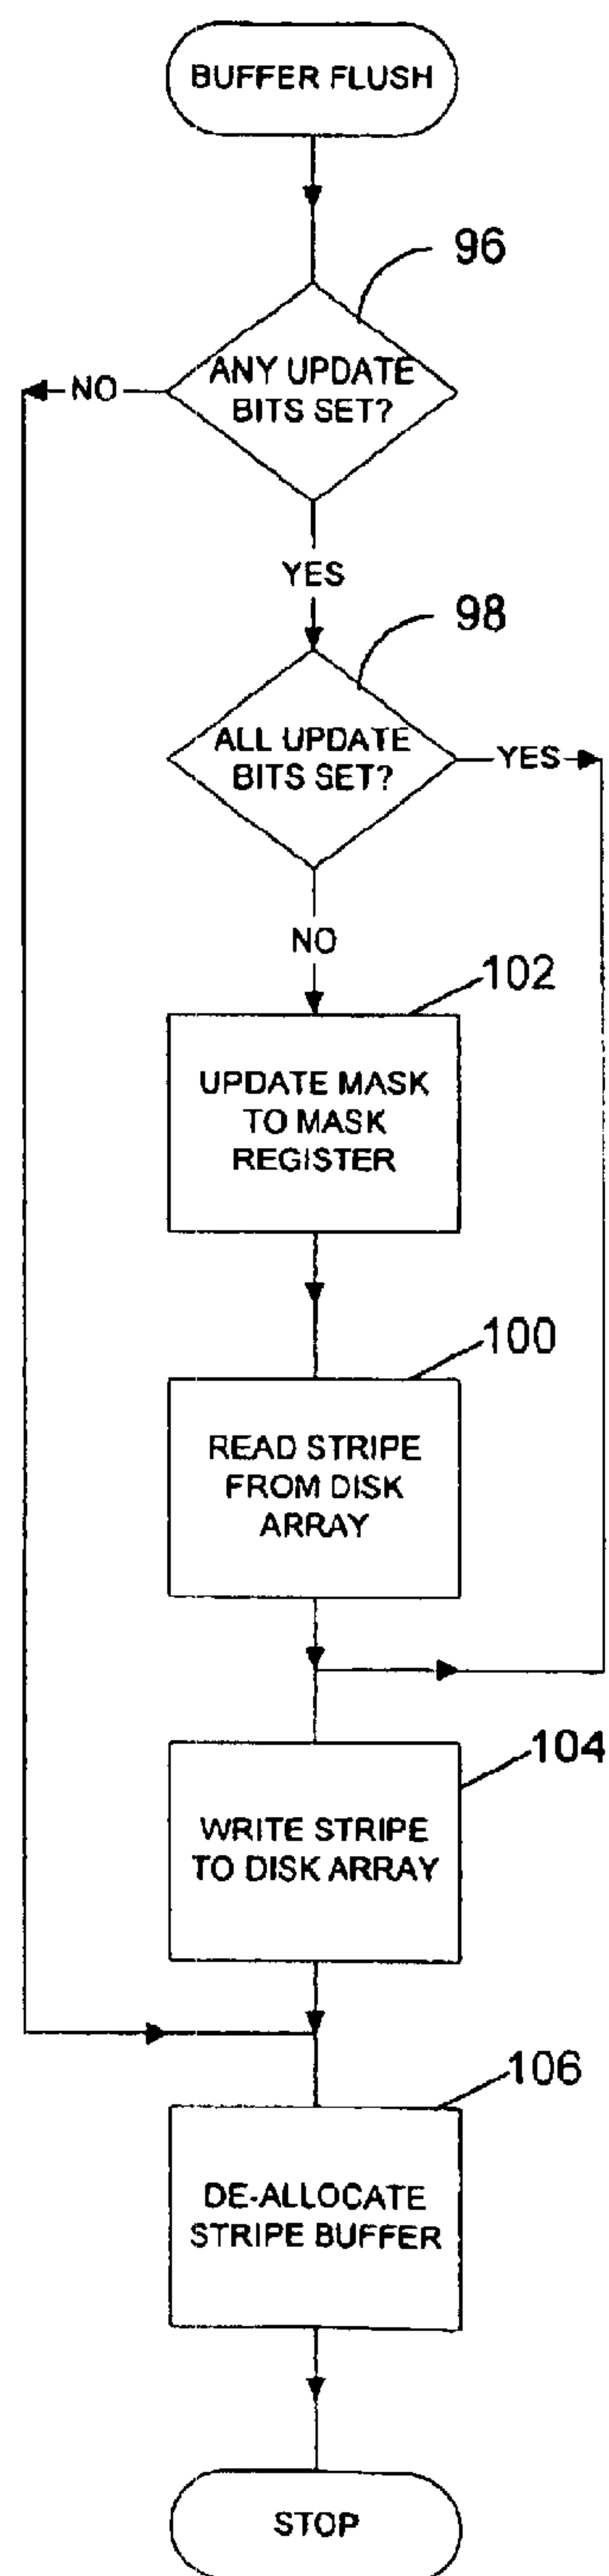 BUFFER FLUSH
96
ANY UPDATE
BITS SET?
NO
YES
98
ALL UPDATE
BITS SET?
YES
NO
102
UPDATE MASK
TO MASK
REGISTER
100
READ STRIPE
FROM DISK
ARRAY
104
WRITE STRIPE
TO DISK ARRAY
106
DE-ALLOCATE
STRIPE BUFFER
STOP